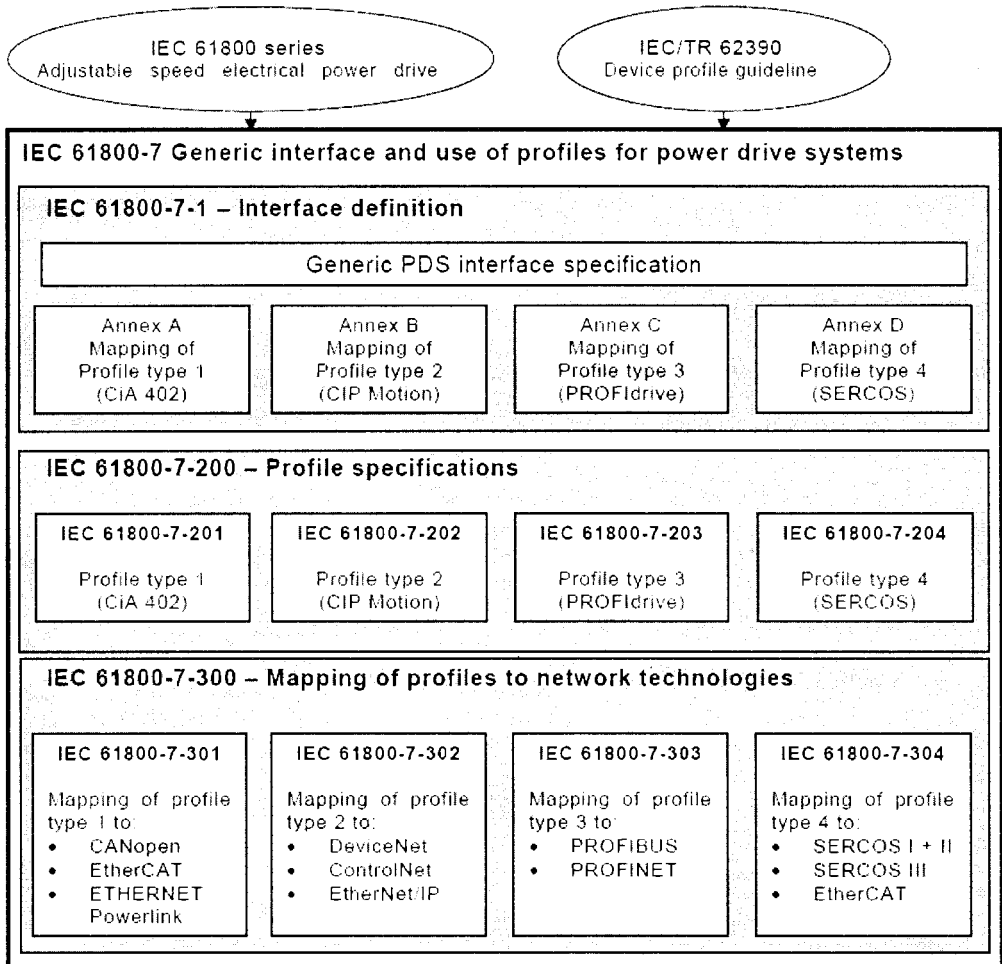 IEC 61800 series
Adjustable speed electrical power drive
IEC/TR 62390
Device profile guideline
IEC 61800-7 Generic interface and use of profiles for power drive systems
IEC 61800-7-1 – Interface definition
Generic PDS interface specification
Annex A
Mapping of
Profile type 1
(CiA 402)
Annex B
Mapping of
Profile type 2
(CIP Motion)
Annex C
Mapping of
Profile type 3
(PROFIdrive)
Annex D
Mapping of
Profile type 4
(SERCOS)
IEC 61800-7-200 – Profile specifications
IEC 61800-7-201
Profile type 1
(CiA 402)
IEC 61800-7-202
Profile type 2
(CIP Motion)
IEC 61800-7-203
Profile type 3
(PROFIdrive)
IEC 61800-7-204
Profile type 4
(SERCOS)
IEC 61800-7-300 – Mapping of profiles to network technologies
IEC 61800-7-301
Mapping of profile
type 1 to:
• CANopen
• EtherCAT
• ETHERNET
Powerlink
IEC 61800-7-302
Mapping of profile
type 2 to:
• DeviceNet
• ControlNet
• EtherNet/IP
IEC 61800-7-303
Mapping of profile
type 3 to:
• PROFIBUS
• PROFINET
IEC 61800-7-304
Mapping of profile
type 4 to:
• SERCOS I + II
• SERCOS III
• EtherCAT